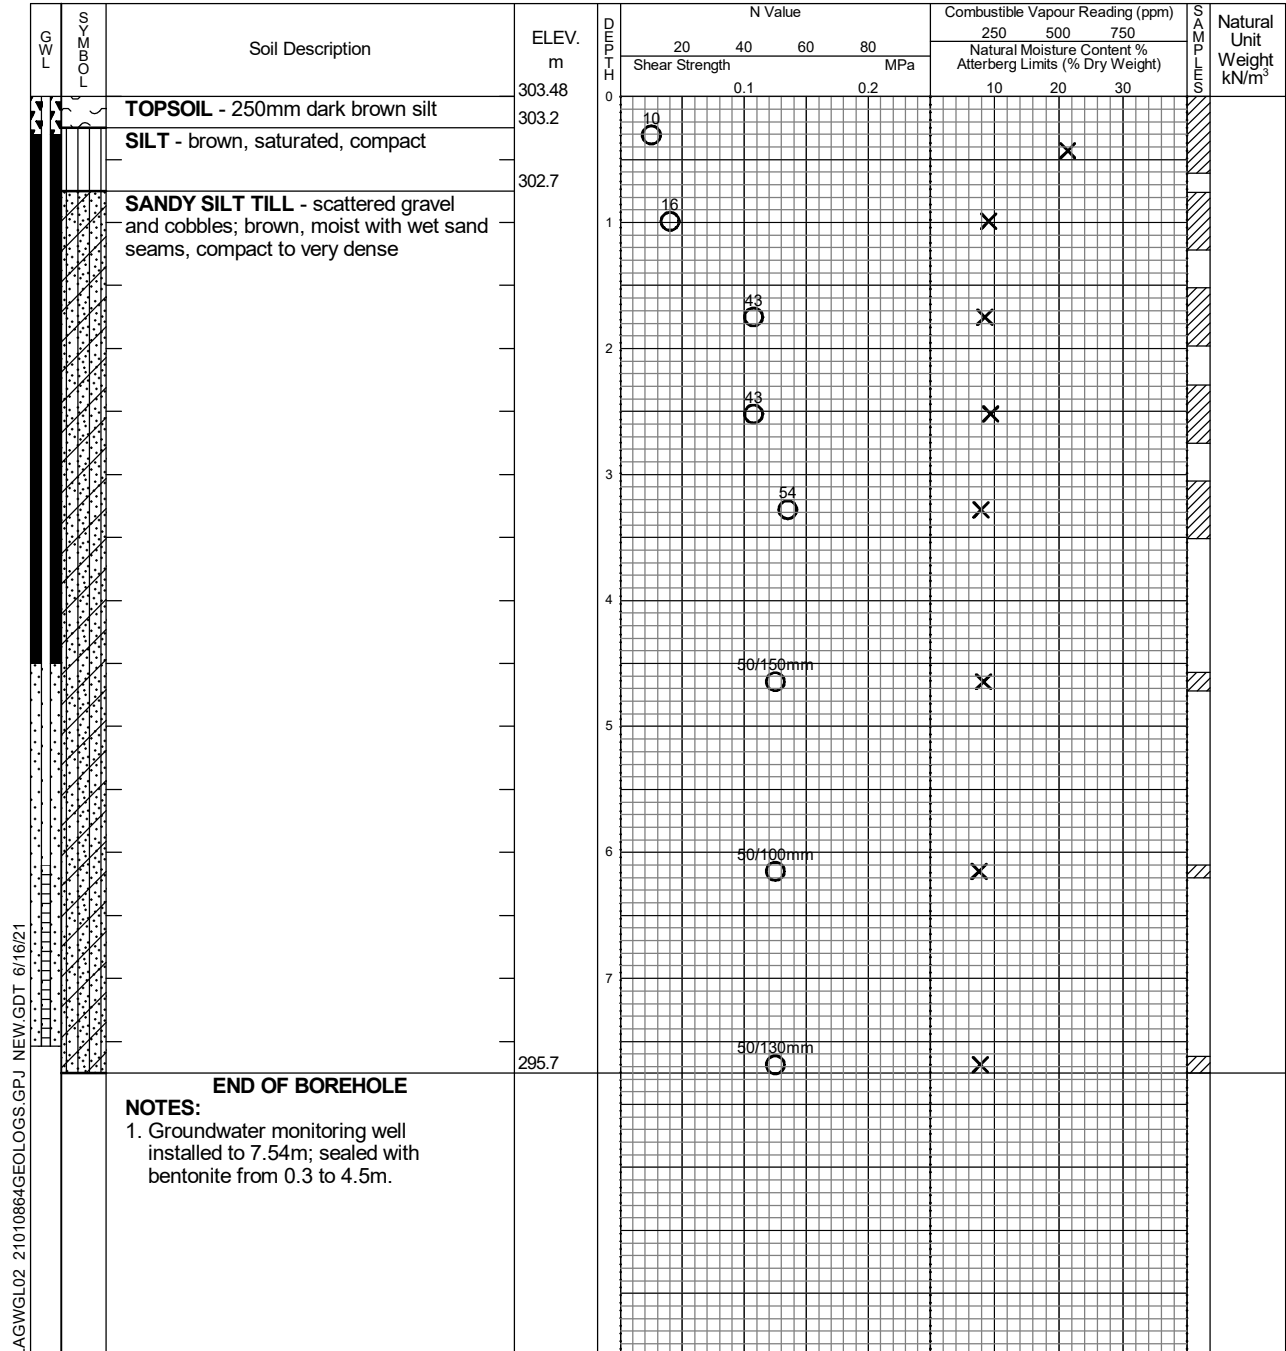 GWL
SYMBOL
Soil Description
ELEV.
m
303.48
DEPTH
N Value
20 40 60 80
Shear Strength MPa
0.1 0.2
Combustible Vapour Reading (ppm)
250 500 750
Natural Moisture Content %
Atterberg Limits (% Dry Weight)
10 20 30
SAMPLES
Natural
Unit
Weight
kN/m³
0
TOPSOIL - 250mm dark brown silt
303.2
10
SILT - brown, saturated, compact
302.7
SANDY SILT TILL - scattered gravel
and cobbles; brown, moist with wet sand
seams, compact to very dense
16
1
43
2
43
3
54
4
50/150mm
5
6
50/100mm
7
50/130mm
295.7
END OF BOREHOLE
NOTES:
1. Groundwater monitoring well
installed to 7.54m; sealed with
bentonite from 0.3 to 4.5m.
AGWGL02 21010864GEOLOGS.GPJ NEW.GDT 6/16/21